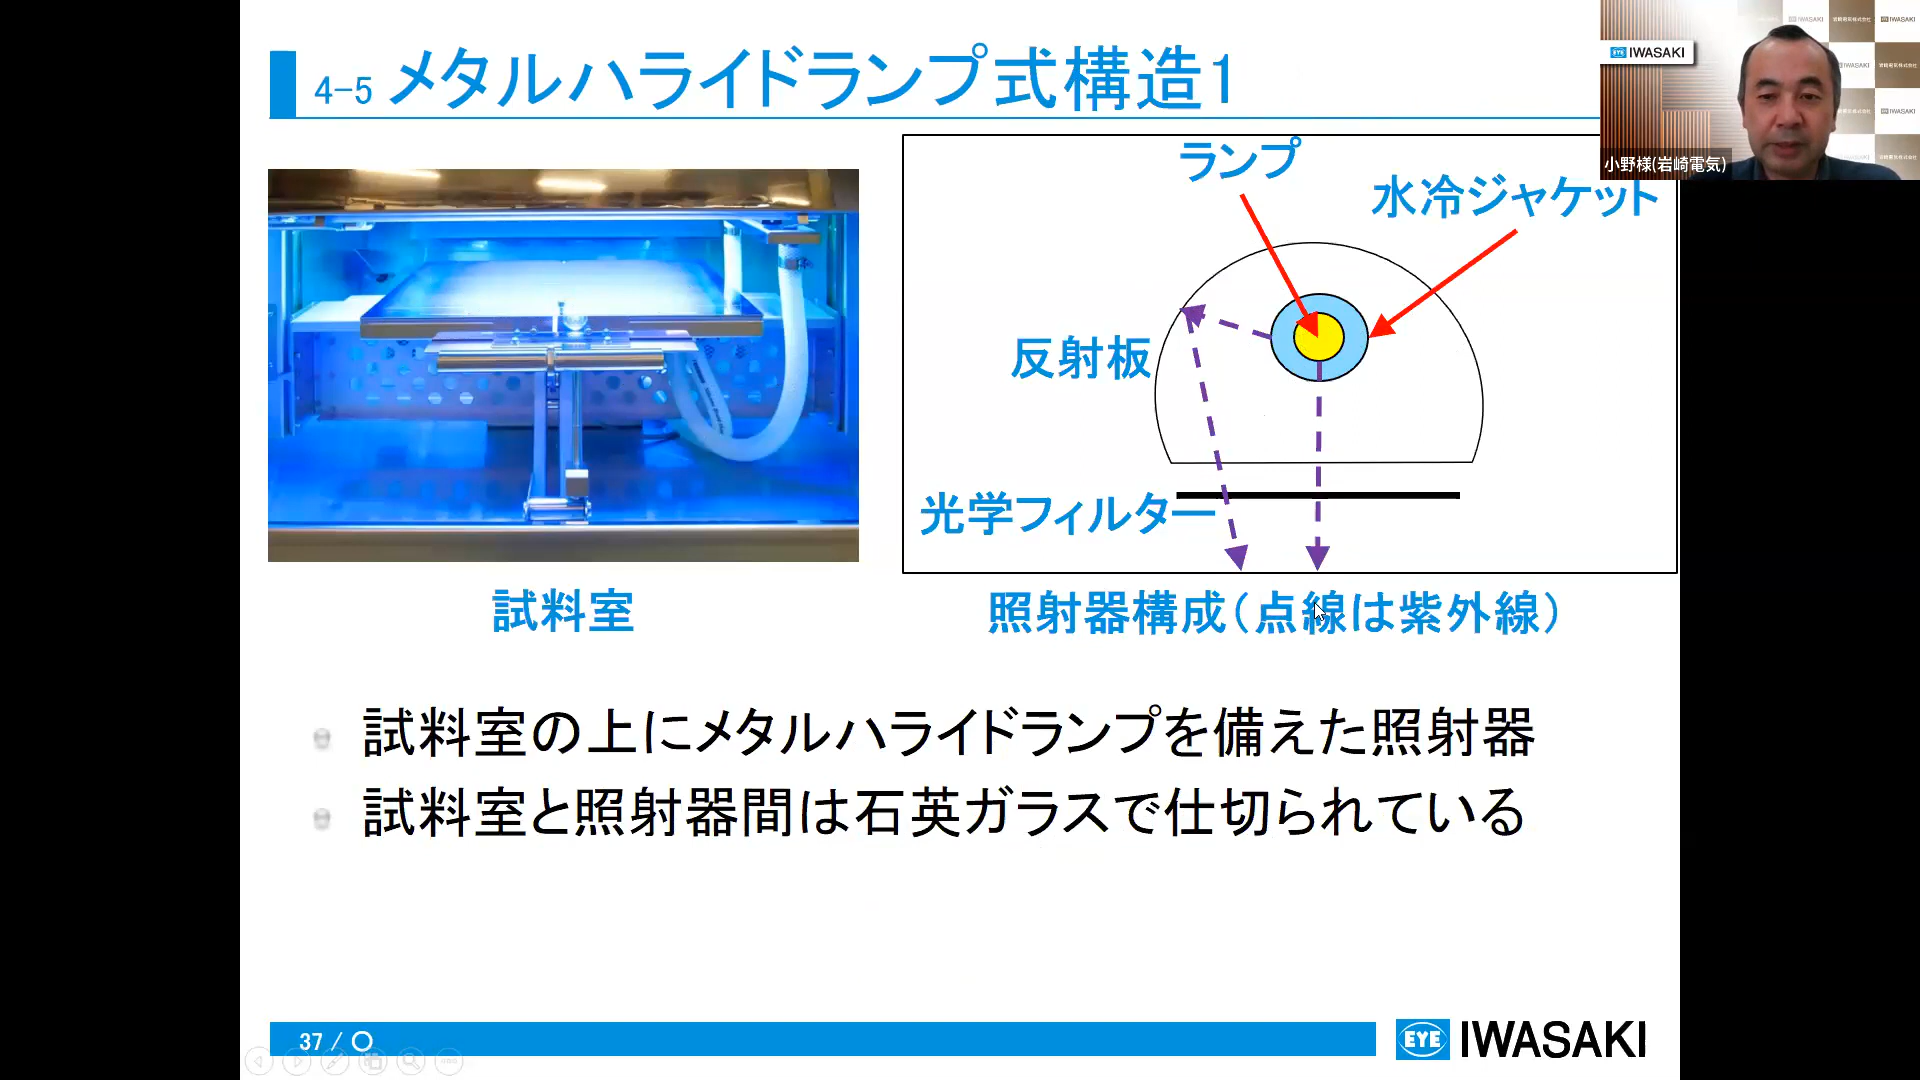 4-5 メタルハライドランプ式構造1
IWASAKI
小野様(岩崎電気)
ランプ
水冷ジャケット
反射板
光学フィルター
試料室
照射器構成(点線は紫外線)
試料室の上にメタルハライドランプを備えた照射器
試料室と照射器間は石英ガラスで仕切られている
37 / 〇
EYE IWASAKI